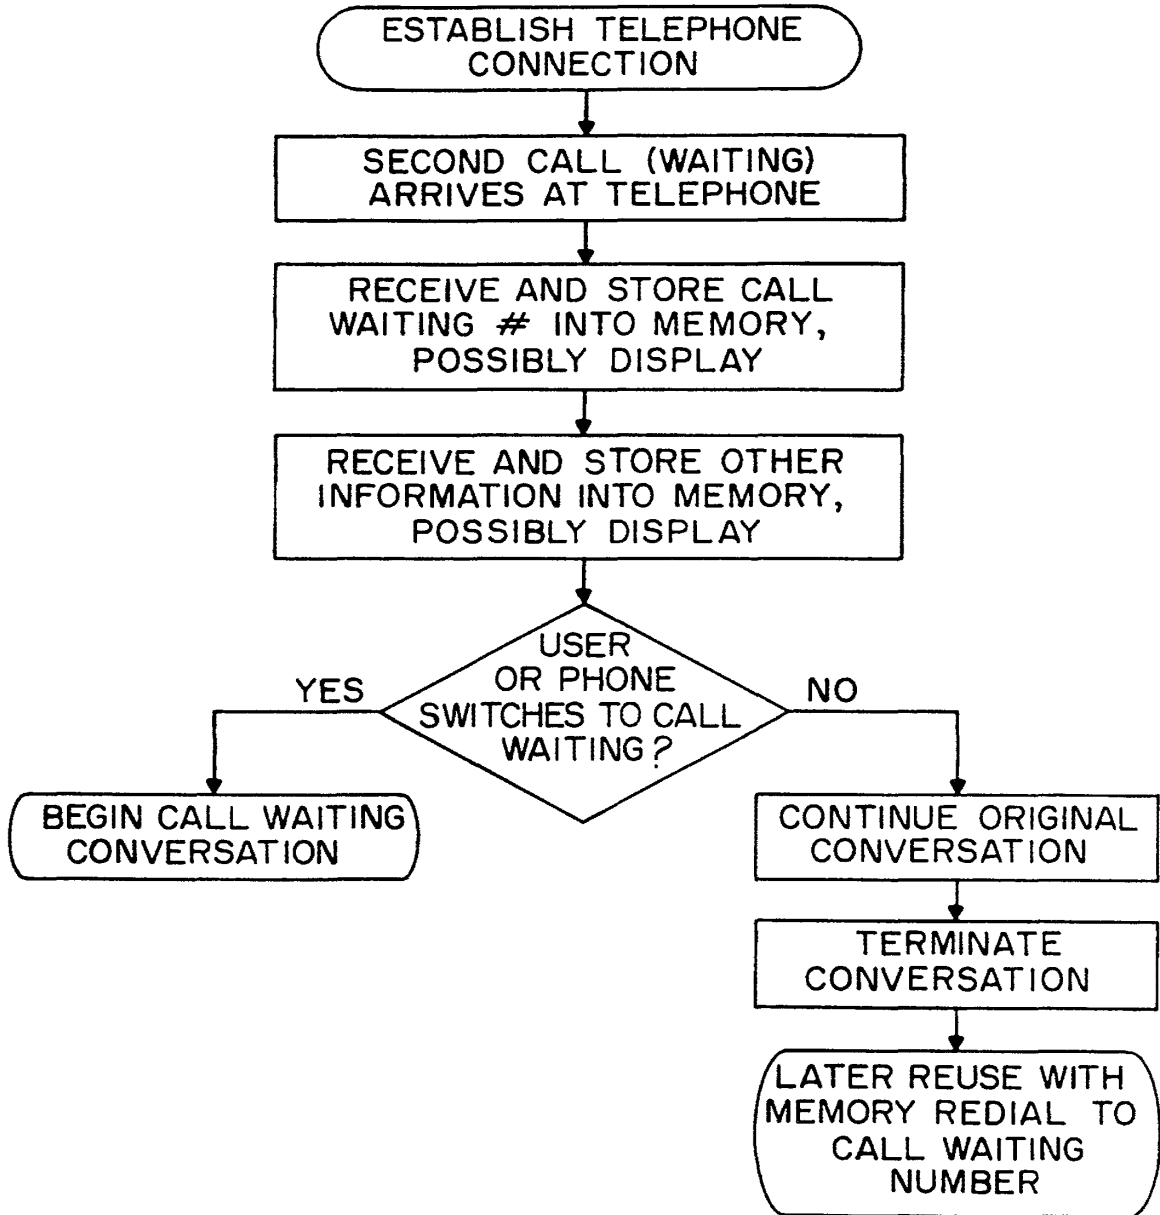 ESTABLISH TELEPHONE
CONNECTION
SECOND CALL (WAITING)
ARRIVES AT TELEPHONE
RECEIVE AND STORE CALL
WAITING # INTO MEMORY,
POSSIBLY DISPLAY
RECEIVE AND STORE OTHER
INFORMATION INTO MEMORY,
POSSIBLY DISPLAY
USER
OR PHONE
SWITCHES TO CALL
WAITING?
YES
NO
BEGIN CALL WAITING
CONVERSATION
CONTINUE ORIGINAL
CONVERSATION
TERMINATE
CONVERSATION
LATER REUSE WITH
MEMORY REDIAL TO
CALL WAITING
NUMBER